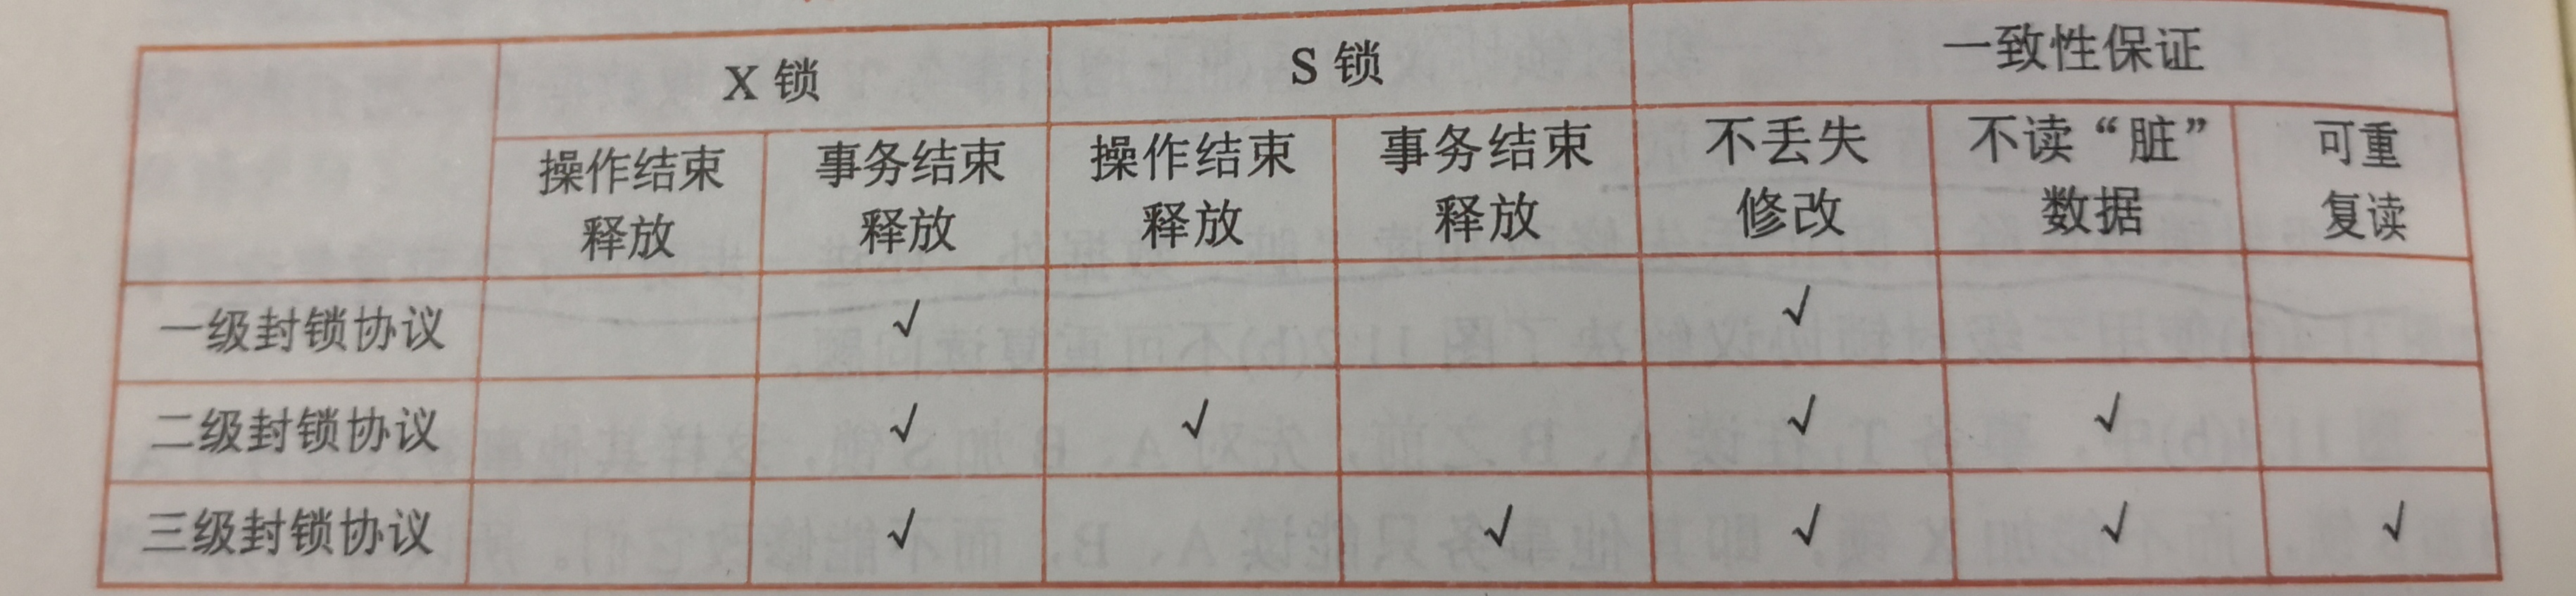 X 锁 S 锁 一致性保证
操作结束 事务结束 操作结束 事务结束 不丢失 不读“脏” 可重
释放 释放 释放 释放 修改 数据 复读
一级封锁协议 √ √
二级封锁协议 √ √ √ √
三级封锁协议 √ √ √ √ √